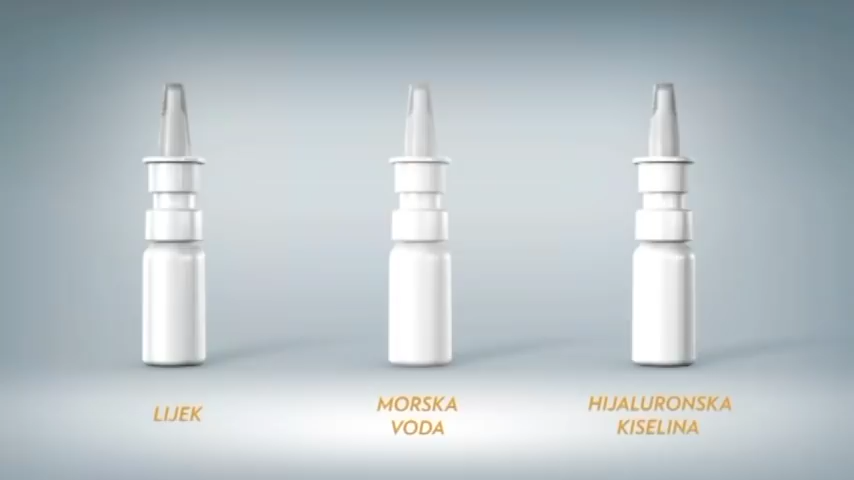 LIJEK
MORSKA
VODA
HIJALURONSKA
KISELINA